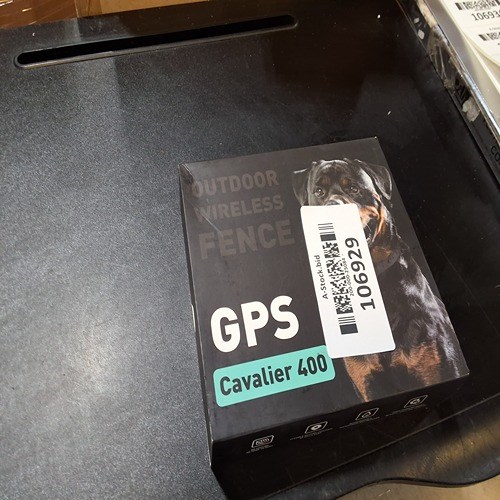 OUTDOOR
WIRELESS
FENCE
GPS
Cavalier 400
A-Stock.bid
106929